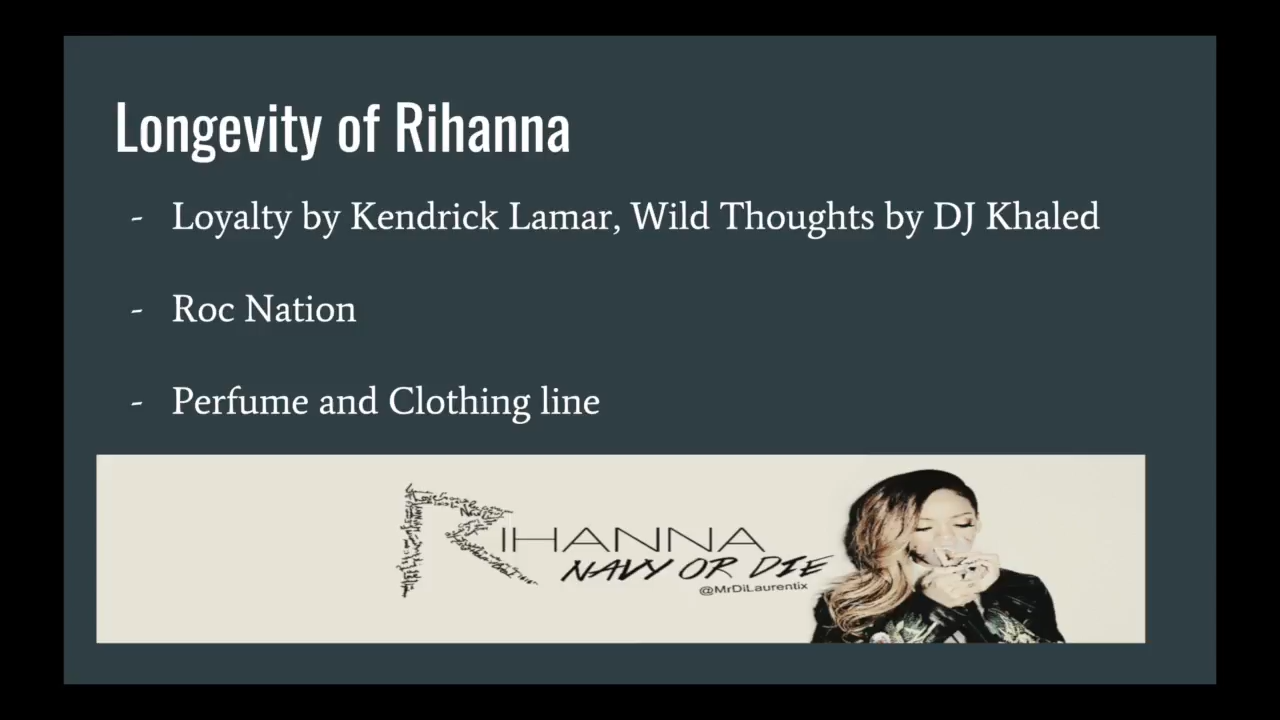 Longevity of Rihanna
- Loyalty by Kendrick Lamar, Wild Thoughts by DJ Khaled
- Roc Nation
- Perfume and Clothing line
RIHANNA
NAVY OR DIE
@MrDiLaurentix